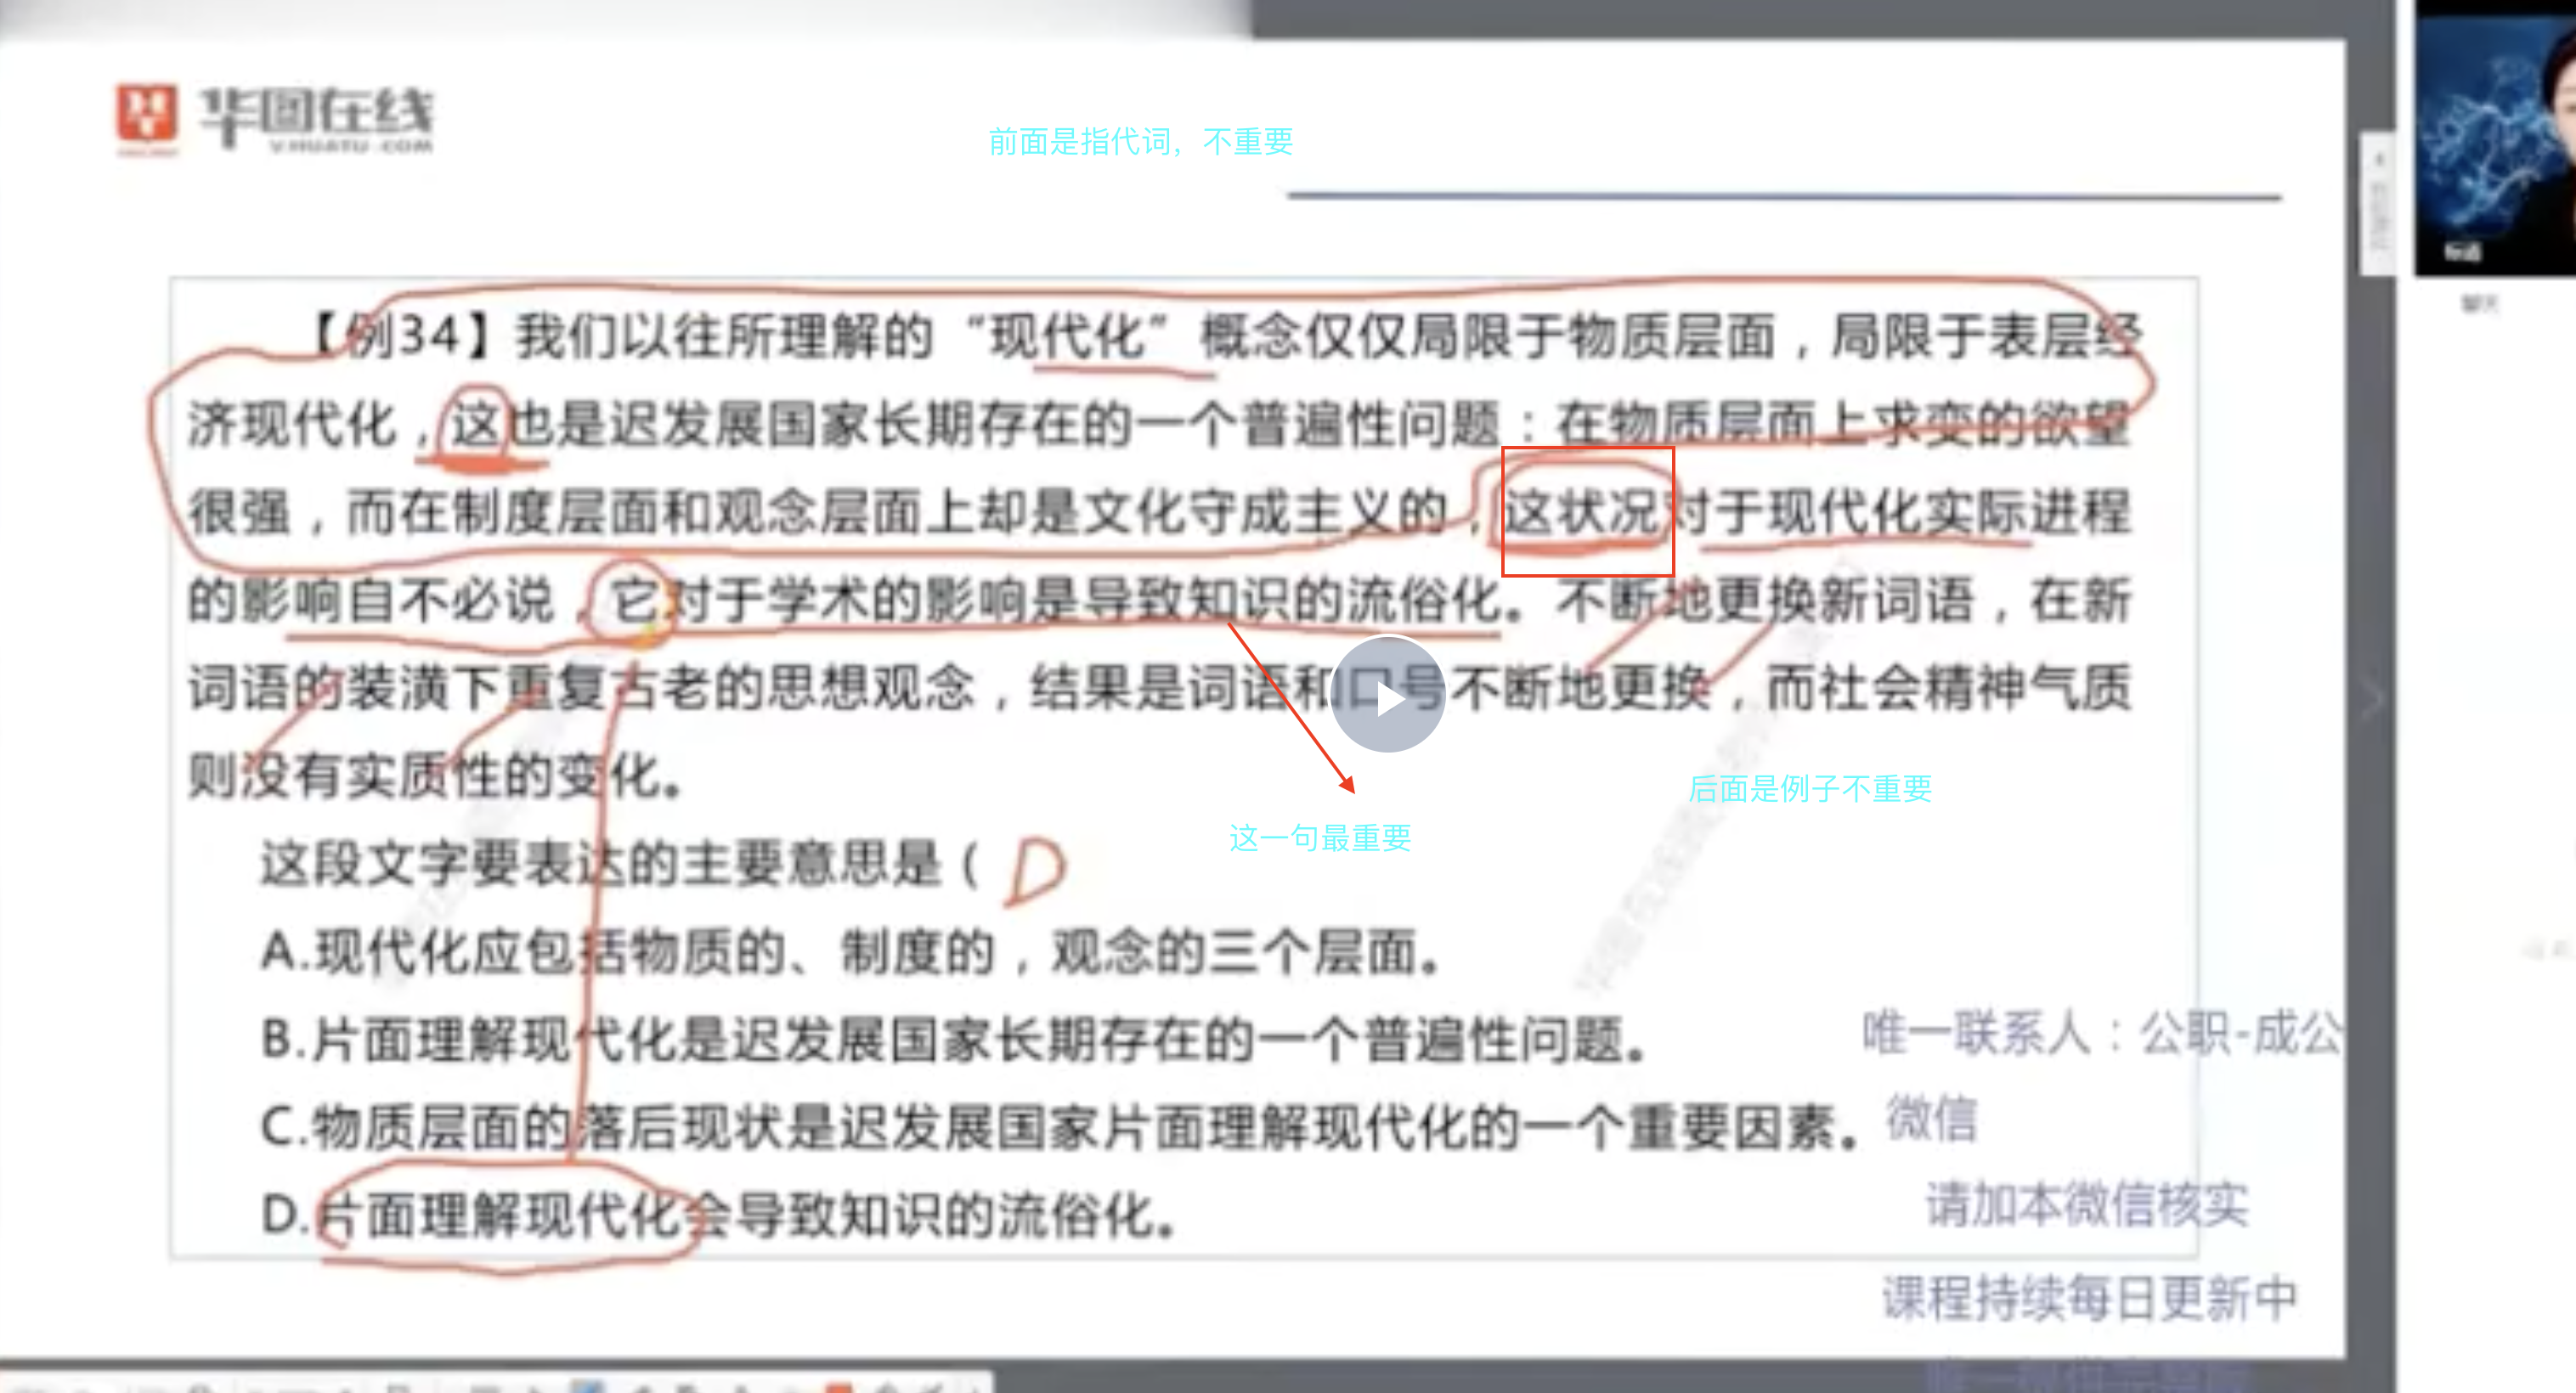 华图在线
V.HUATU.COM
前面是指代词，不重要
【例34】我们以往所理解的“现代化”概念仅仅局限于物质层面，局限于表层经
济现代化，这也是迟发展国家长期存在的一个普遍性问题：在物质层面上求变的欲望
很强，而在制度层面和观念层面上却是文化守成主义的，这状况对于现代化实际进程
的影响自不必说，它对于学术的影响是导致知识的流俗化。不断地更换新词语，在新
词语的装潢下重复古老的思想观念，结果是词语和口号不断地更换，而社会精神气质
则没有实质性的变化。
后面是例子不重要
这一句最重要
这段文字要表达的主要意思是（ D
A.现代化应包括物质的、制度的，观念的三个层面。
B.片面理解现代化是迟发展国家长期存在的一个普遍性问题。
C.物质层面的落后现状是迟发展国家片面理解现代化的一个重要因素。
D.片面理解现代化会导致知识的流俗化。
唯一联系人：公职-成公
微信
请加本微信核实
课程持续每日更新中
聊天